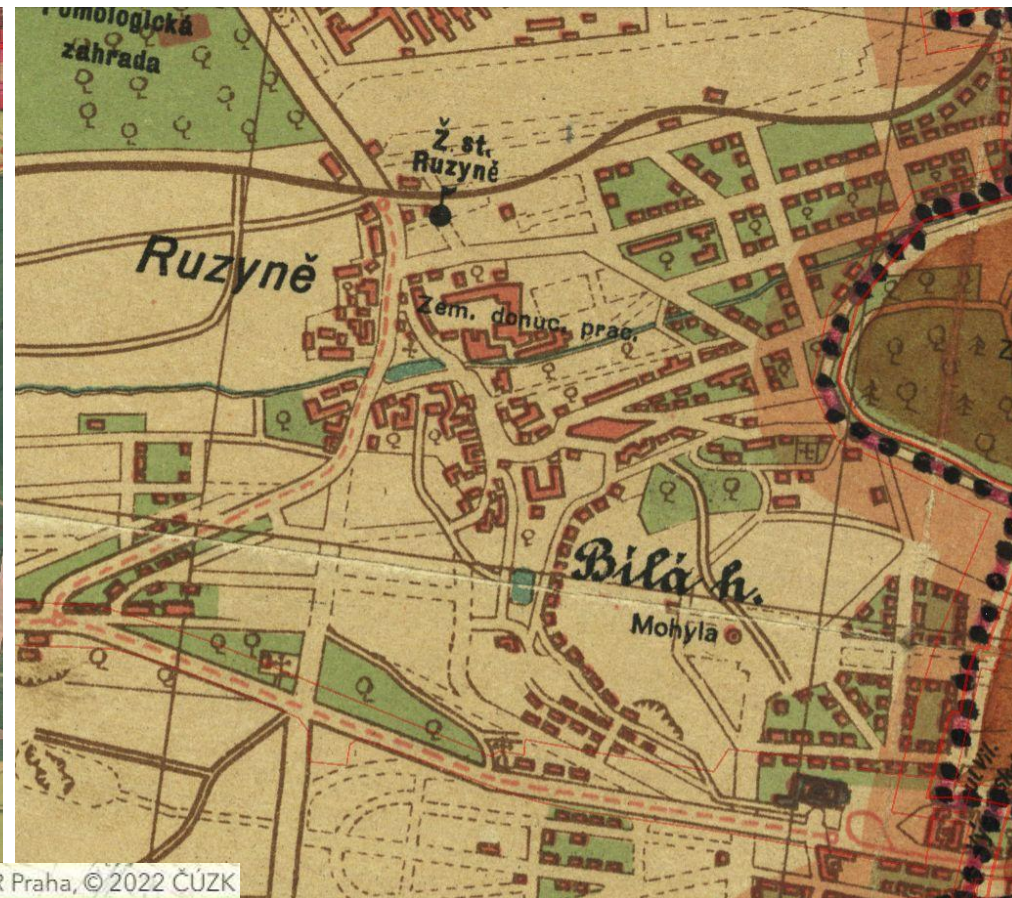 Pomologická
zahrada
Ž. st.
Ruzyně
Ruzyně
Zem. donuc. prac.
Bílá h.
Mohyla
Praha, © 2022 ČÚZK